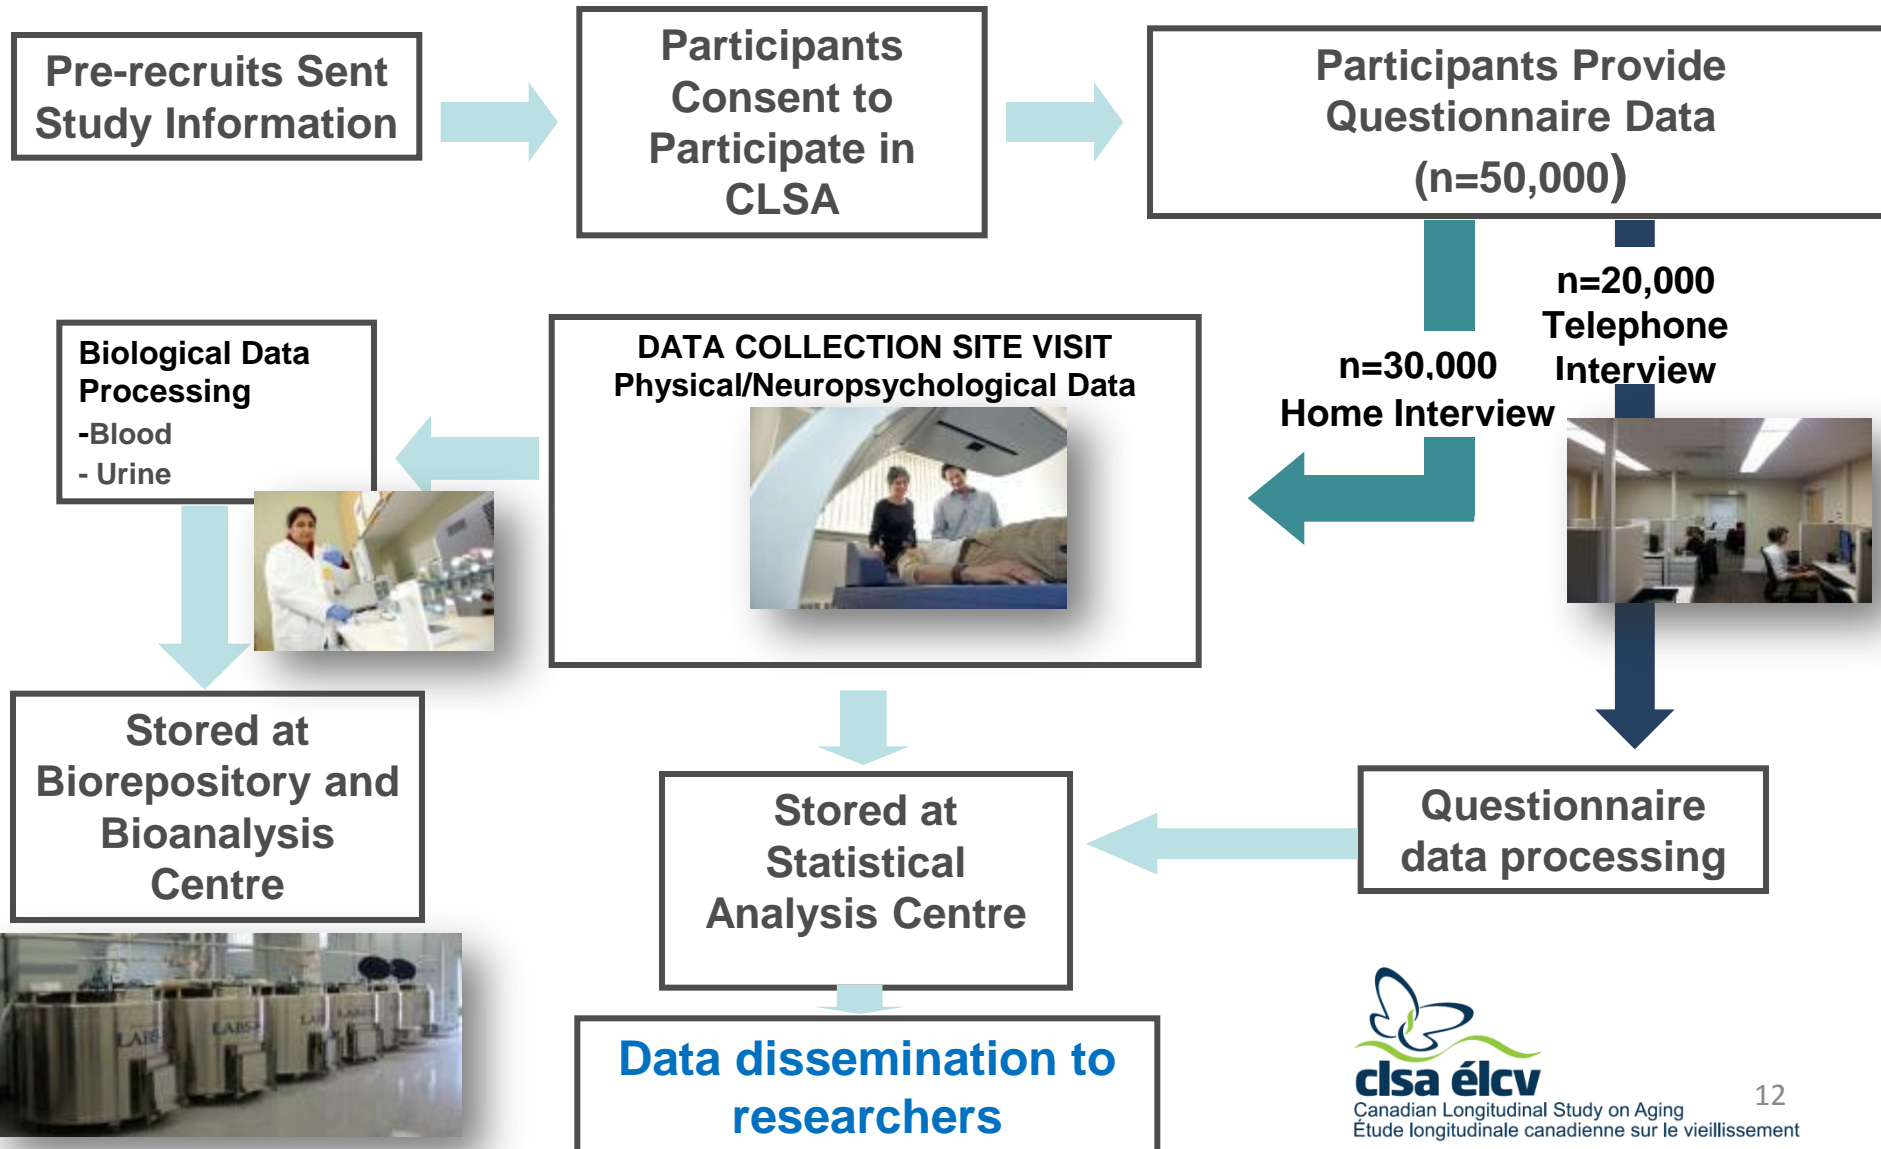 Pre-recruits Sent
Study Information
Participants
Consent to
Participate in
CLSA
Participants Provide
Questionnaire Data
(n=50,000)
n=20,000
Telephone
Interview
n=30,000
Home Interview
DATA COLLECTION SITE VISIT
Physical/Neuropsychological Data
Biological Data
Processing
-Blood
- Urine
Stored at
Biorepository and
Bioanalysis
Centre
Stored at
Statistical
Analysis Centre
Questionnaire
data processing
Data dissemination to
researchers
LABS
LABS
clsa élcv
Canadian Longitudinal Study on Aging
Étude longitudinale canadienne sur le vieillissement
12